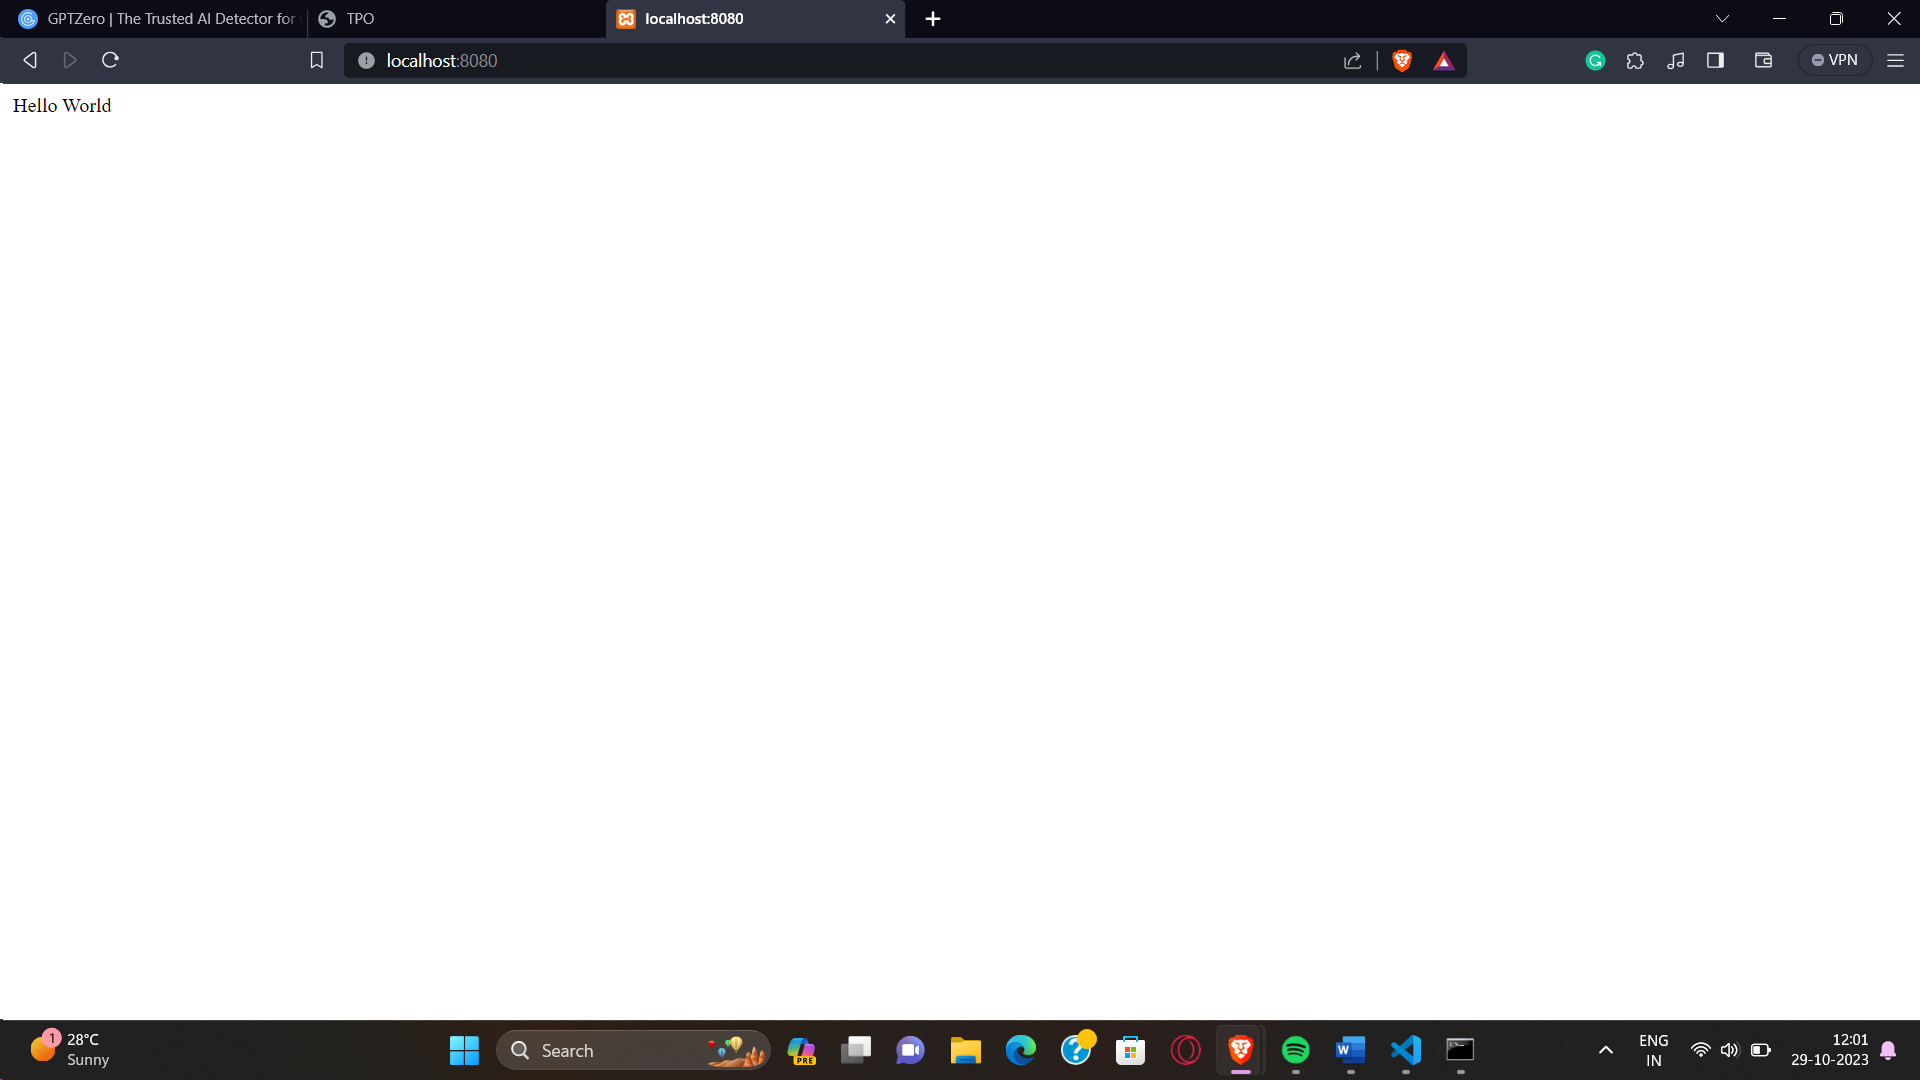 GPTZero | The Trusted AI Detector for
TPO
localhost:8080
localhost:8080
VPN
Hello World
1
28°C
Sunny
Search
PRE
W
ENG
IN
12:01
29-10-2023